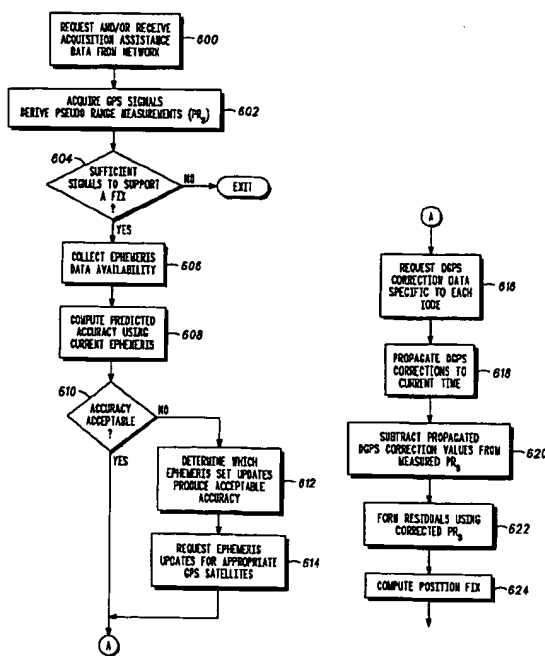 REQUEST AND/OR RECEIVE
ACQUISITION ASSISTANCE
DATA FROM NETWORK
600
ACQUIRE GPS SIGNALS
DERIVE PSEUDO RANGE MEASUREMENTS (PRS)
602
604
SUFFICIENT
SIGNALS TO SUPPORT
A FIX
?
NO
EXIT
YES
COLLECT EPHEMERIS
DATA AVAILABILITY
606
COMPUTE PREDICTED
ACCURACY USING
CURRENT EPHEMERIS
608
610
ACCURACY
ACCEPTABLE
?
NO
YES
DETERMINE WHICH
EPHEMERIS SET UPDATES
PRODUCE ACCEPTABLE
ACCURACY
612
REQUEST EPHEMERIS
UPDATES FOR APPROPRIATE
GPS SATELLITES
614
A
A
REQUEST DGPS
CORRECTION DATA
SPECIFIC TO EACH
IODE
616
PROPAGATE DGPS
CORRECTIONS TO
CURRENT TIME
618
SUBTRACT PROPAGATED
DGPS CORRECTION VALUES FROM
MEASURED PRS
620
FORM RESIDUALS USING
CORRECTED PRS
622
COMPUTE POSITION FIX
624